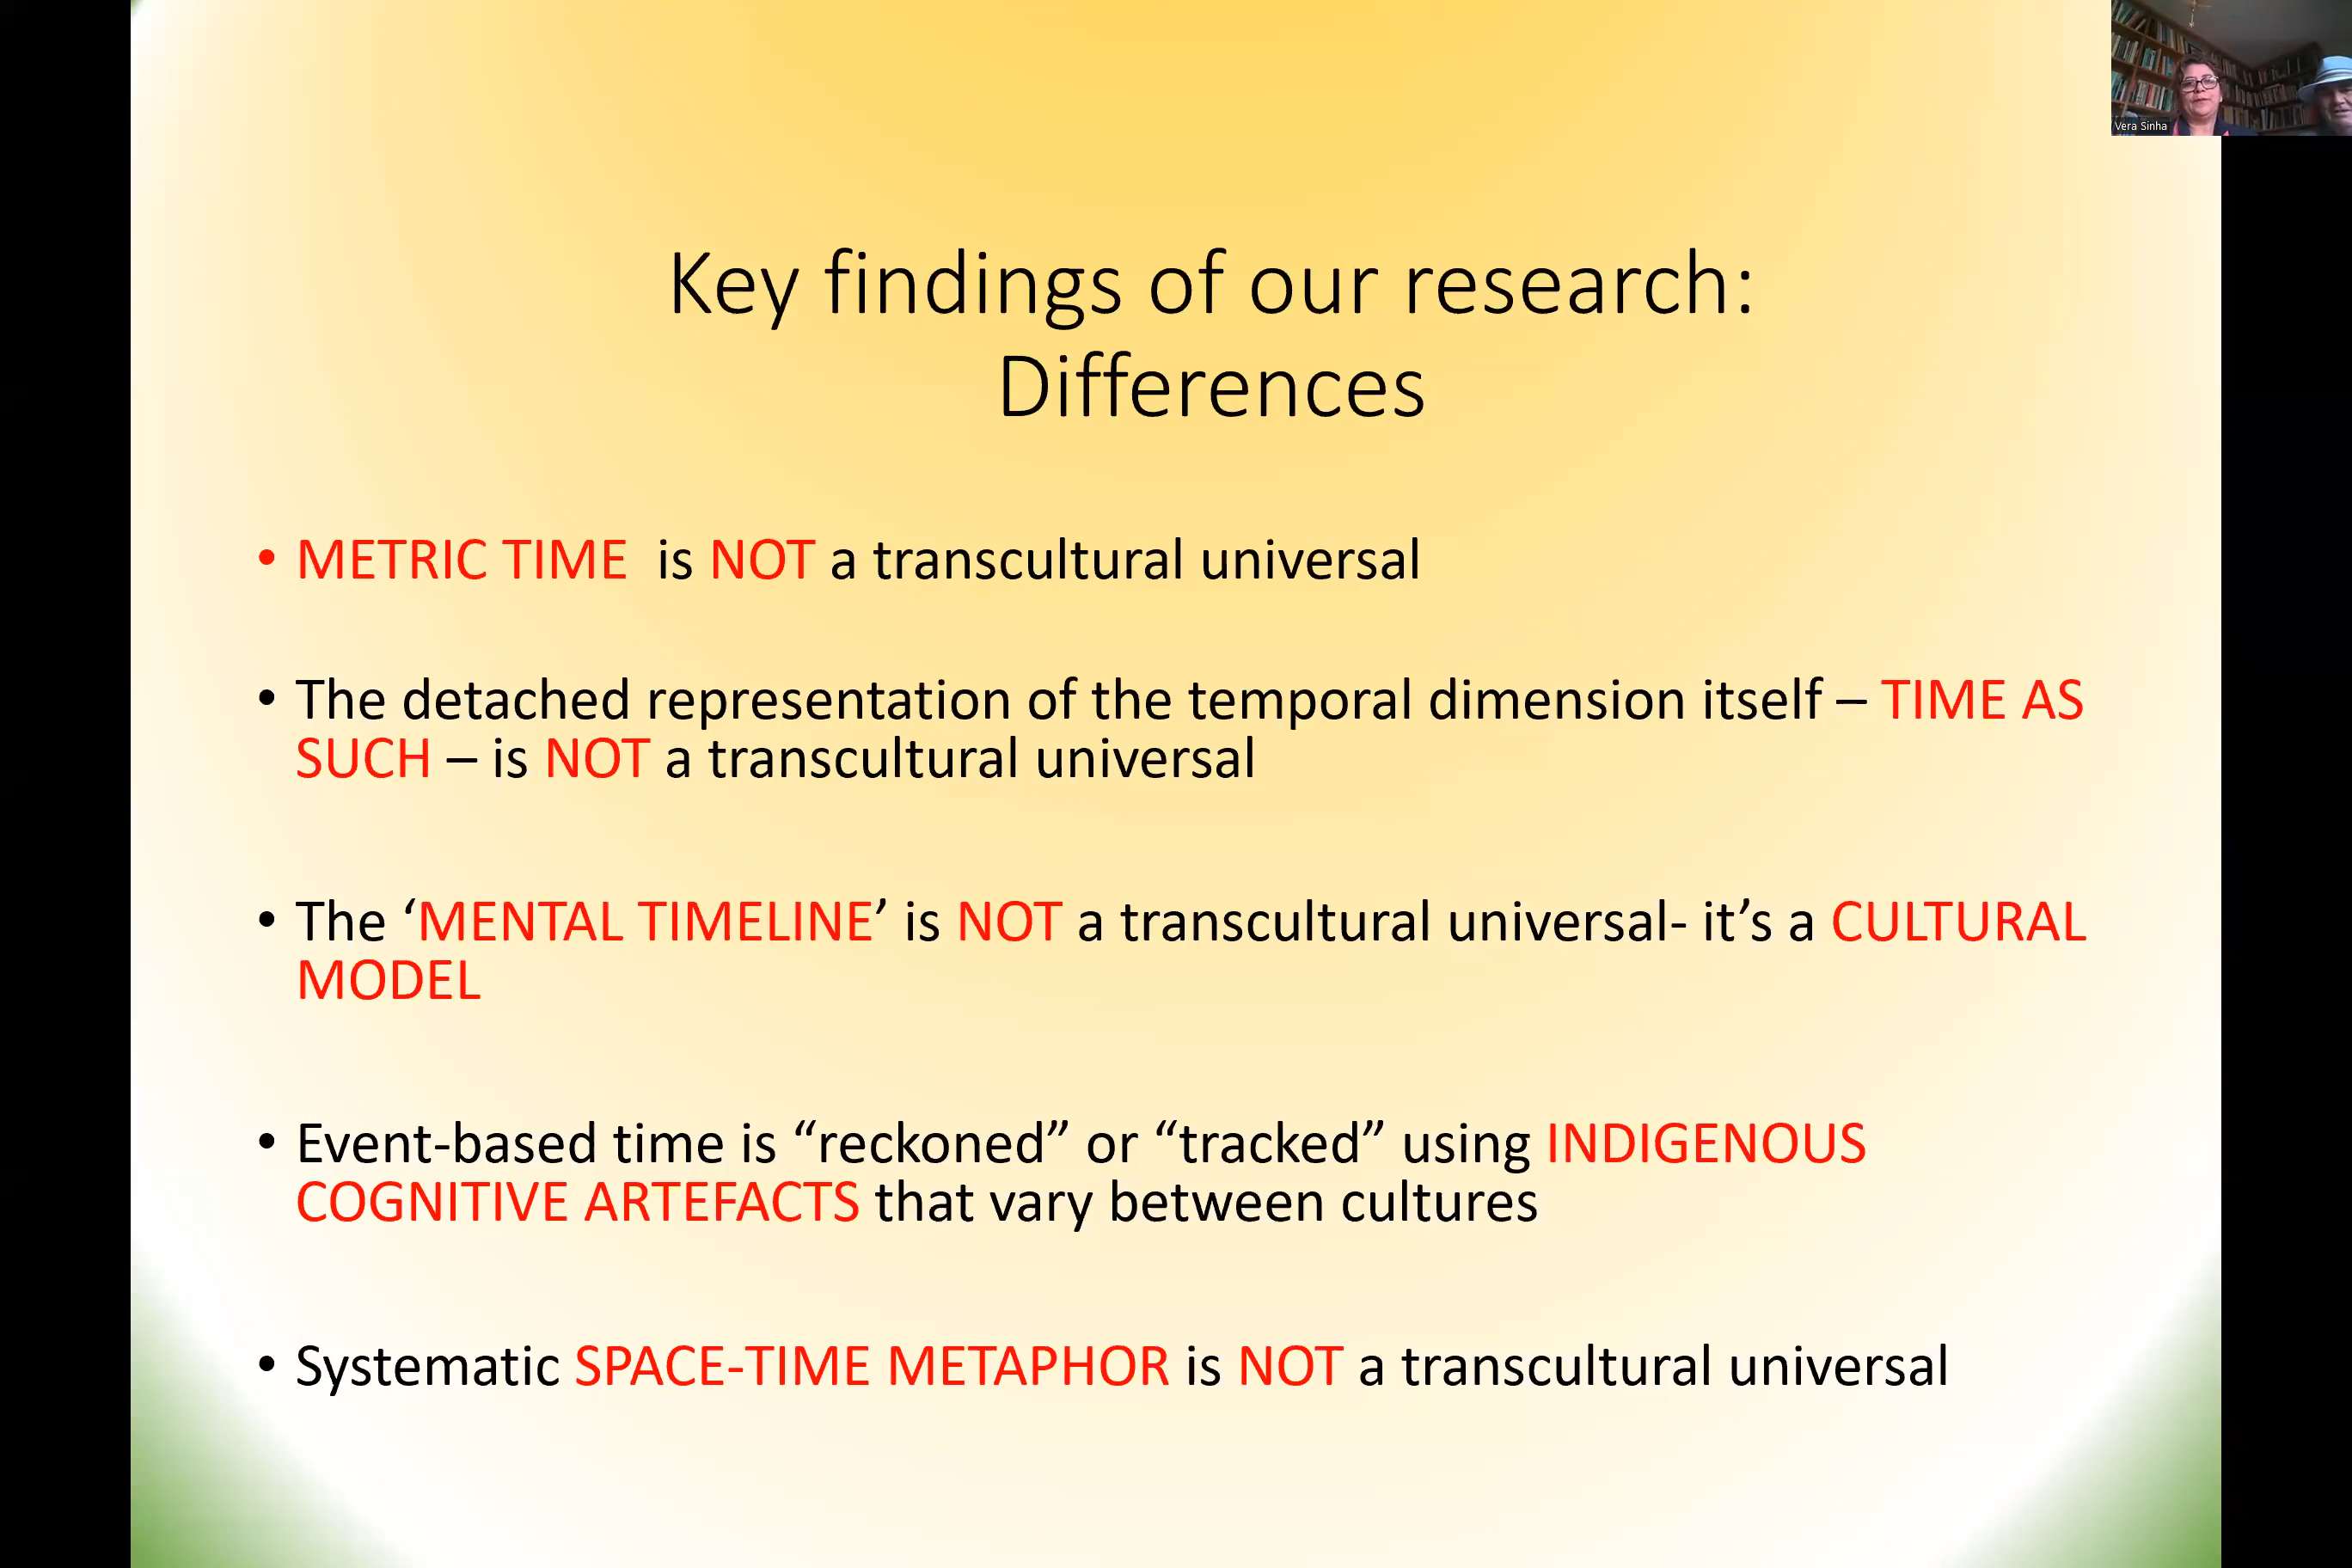 Vera Sinha
Key findings of our research:
Differences
• METRIC TIME  is NOT a transcultural universal
• The detached representation of the temporal dimension itself – TIME AS
SUCH – is NOT a transcultural universal
• The ‘MENTAL TIMELINE’ is NOT a transcultural universal- it’s a CULTURAL
MODEL
• Event-based time is “reckoned” or “tracked” using INDIGENOUS
COGNITIVE ARTEFACTS that vary between cultures
• Systematic SPACE-TIME METAPHOR is NOT a transcultural universal